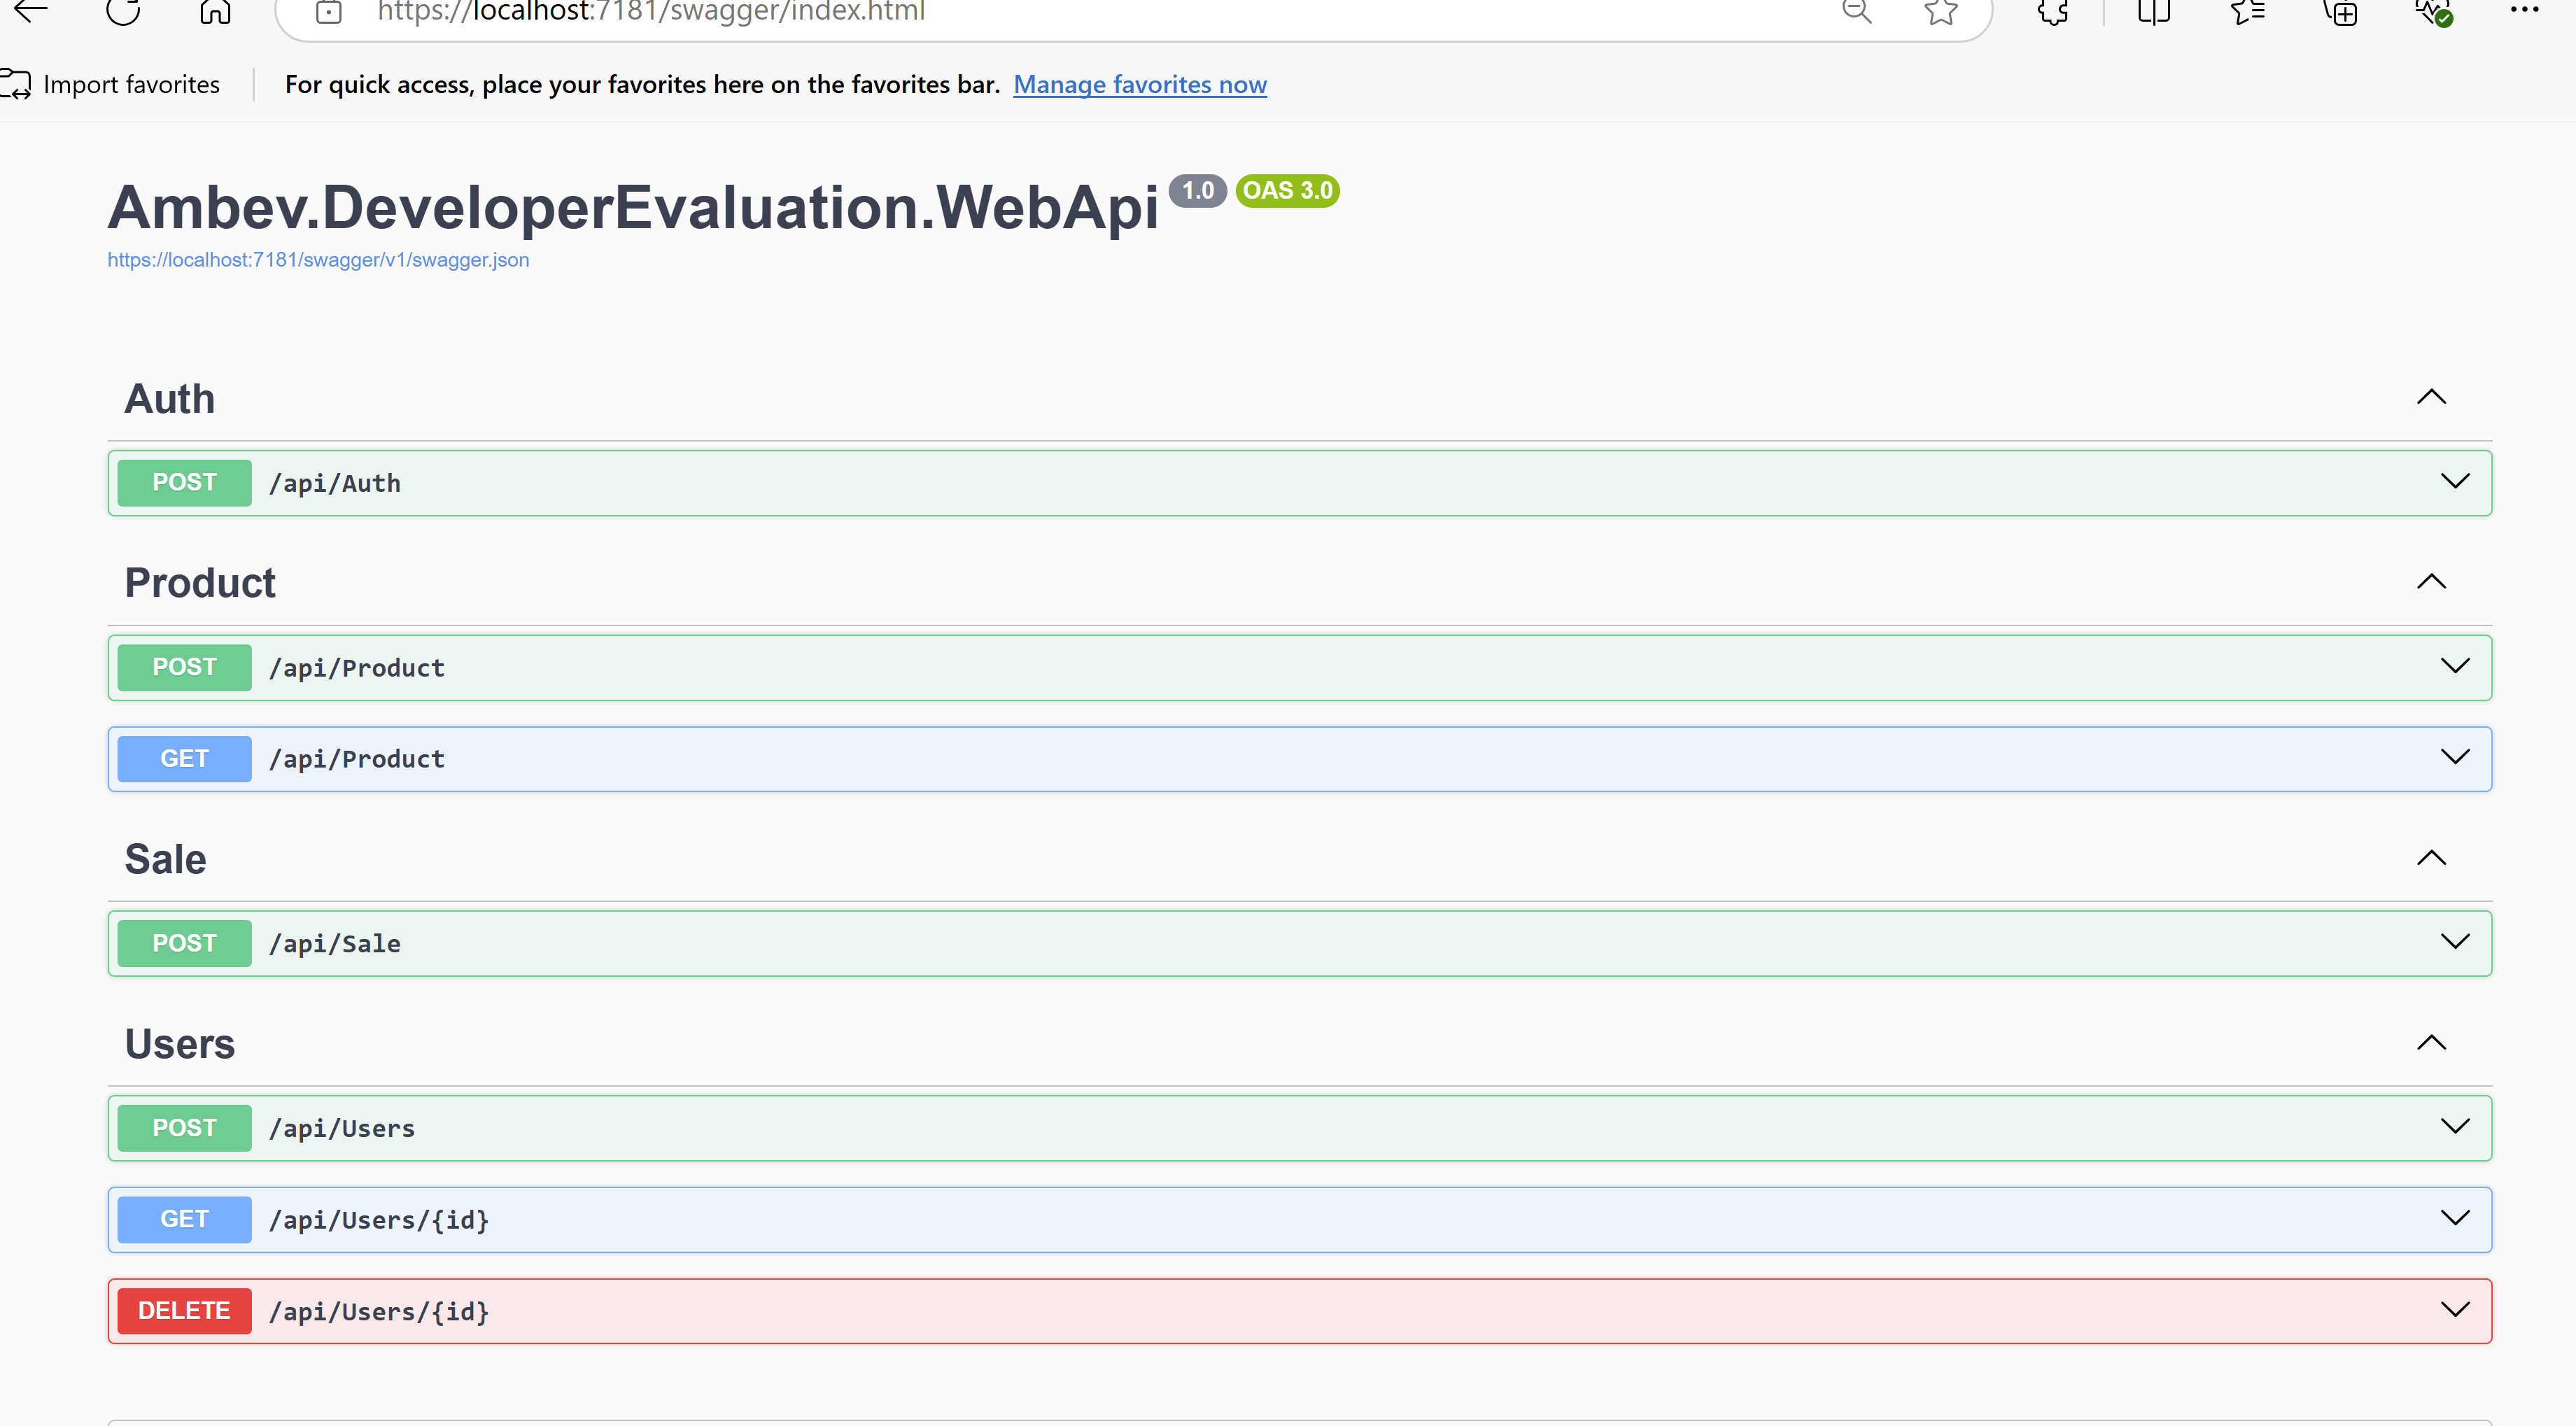 https://localhost:7181/swagger/index.html
Import favorites
For quick access, place your favorites here on the favorites bar. Manage favorites now
Ambev.DeveloperEvaluation.WebApi 1.0 OAS 3.0
https://localhost:7181/swagger/v1/swagger.json
Auth
POST /api/Auth
Product
POST /api/Product
GET /api/Product
Sale
POST /api/Sale
Users
POST /api/Users
GET /api/Users/{id}
DELETE /api/Users/{id}